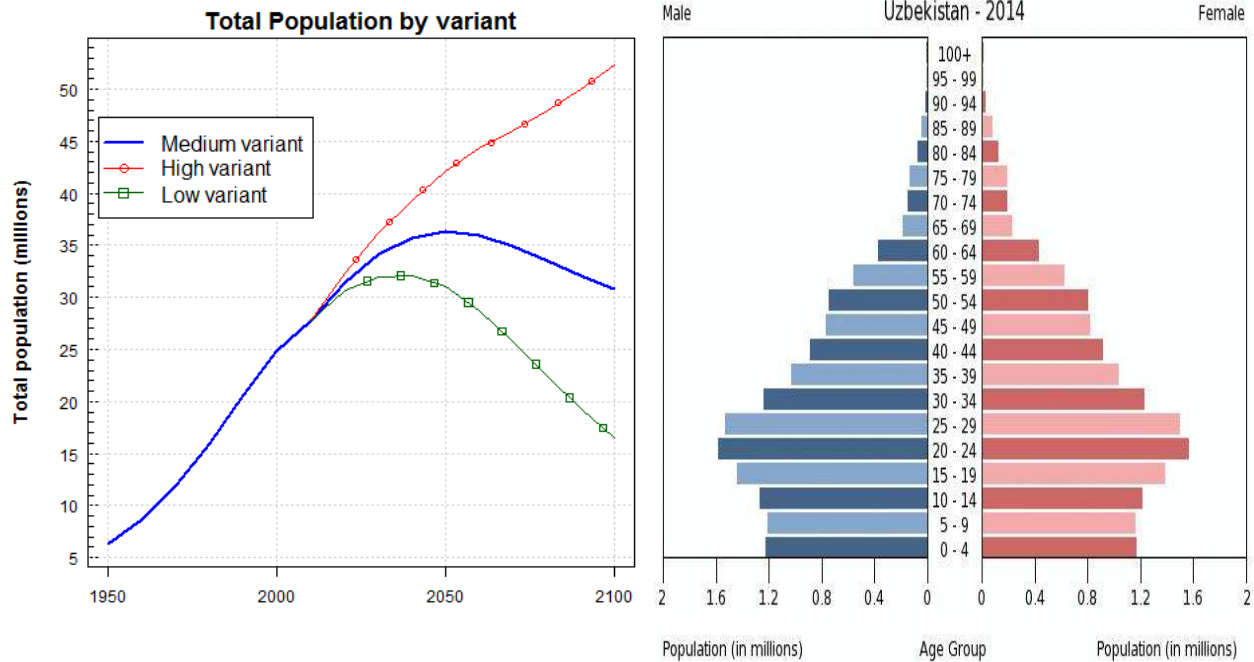 Total Population by variant
Total population (millions)
50
45
40
35
30
25
20
15
10
5
Medium variant
High variant
Low variant
1950
2000
2050
2100
Male
Uzbekistan - 2014
Female
100+
95 - 99
90 - 94
85 - 89
80 - 84
75 - 79
70 - 74
65 - 69
60 - 64
55 - 59
50 - 54
45 - 49
40 - 44
35 - 39
30 - 34
25 - 29
20 - 24
15 - 19
10 - 14
5 - 9
0 - 4
2 1.6 1.2 0.8 0.4 0
0 0.4 0.8 1.2 1.6 2
Population (in millions)
Age Group
Population (in millions)